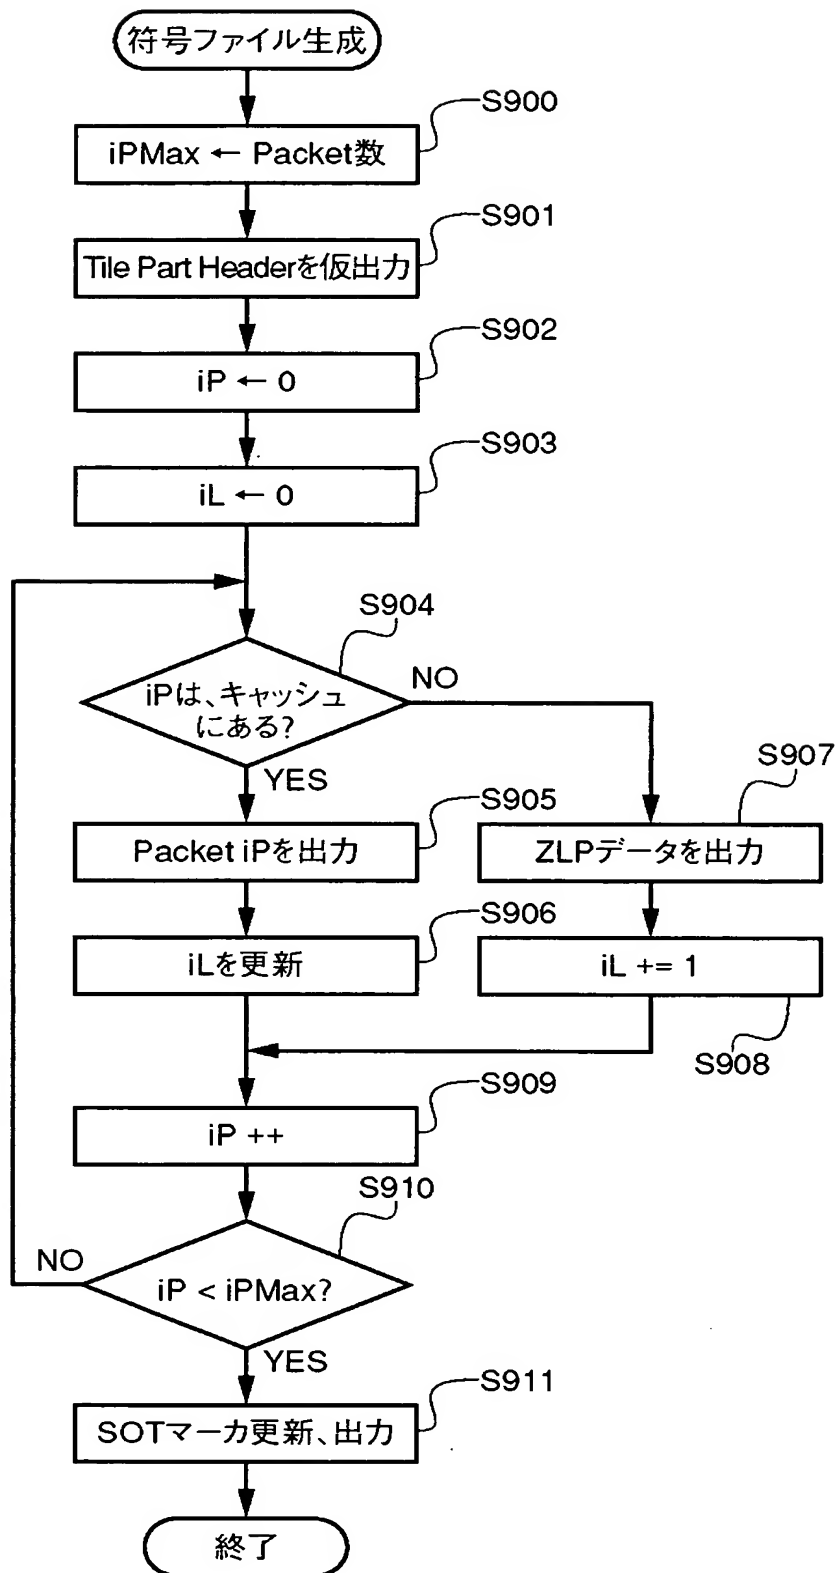 符号ファイル生成
S900
iPMax ← Packet数
S901
Tile Part Headerを仮出力
S902
iP ← 0
S903
iL ← 0
S904
iPは、キャッシュ
にある?
NO
YES
S905
Packet iPを出力
S907
ZLPデータを出力
S906
iLを更新
iL += 1
S908
S909
iP ++
S910
iP < iPMax?
NO
YES
S911
SOTマーカ更新、出力
終了